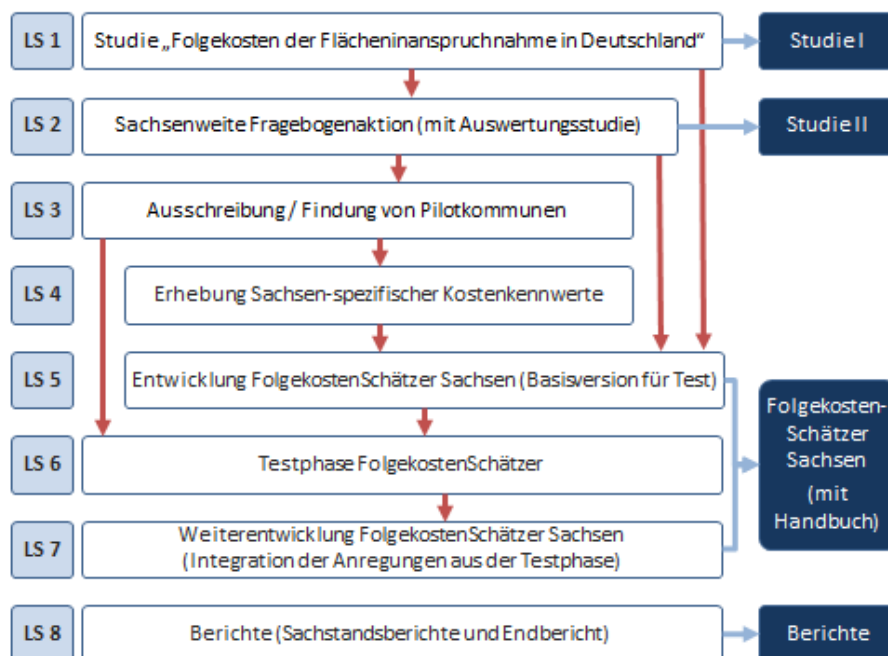 LS 1
Studie „Folgekosten der Flächeninanspruchnahme in Deutschland“
Studie I
LS 2
Sachsenweite Fragebogenaktion (mit Auswertungsstudie)
Studie II
LS 3
Ausschreibung / Findung von Pilotkommunen
LS 4
Erhebung Sachsen-spezifischer Kostenkennwerte
LS 5
Entwicklung FolgekostenSchätzer Sachsen (Basisversion für Test)
Folgekosten-
Schätzer
Sachsen
(mit
Handbuch)
LS 6
Testphase FolgekostenSchätzer
LS 7
Weiterentwicklung FolgekostenSchätzer Sachsen
(Integration der Anregungen aus der Testphase)
LS 8
Berichte (Sachstandsberichte und Endbericht)
Berichte